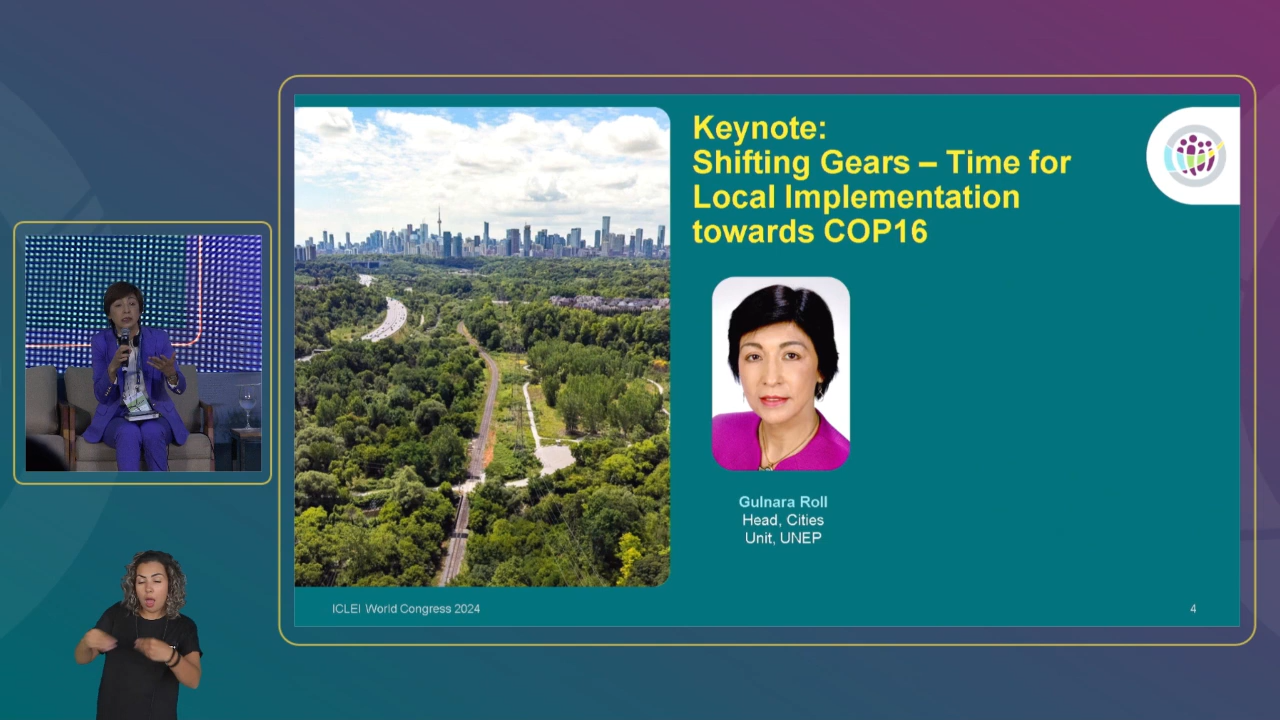 Keynote:
Shifting Gears – Time for
Local Implementation
towards COP16
Gulnara Roll
Head, Cities
Unit, UNEP
ICLEI World Congress 2024
4